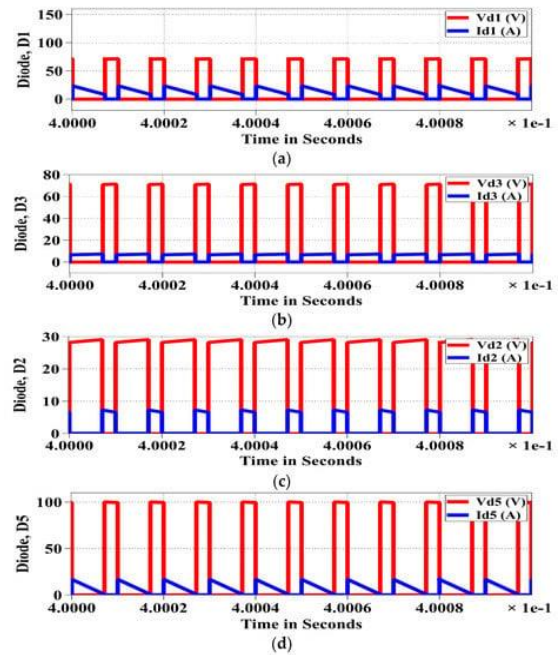 Diode, D1
150
100
50
0
Vd1 (V)
Id1 (A)
4.0000 4.0002 4.0004 4.0006 4.0008 × 1e-1
Time in Seconds
(a)
Diode, D3
80
60
40
20
0
Vd3 (V)
Id3 (A)
4.0000 4.0002 4.0004 4.0006 4.0008 × 1e-1
Time in Seconds
(b)
Diode, D2
30
20
10
0
Vd2 (V)
Id2 (A)
4.0000 4.0002 4.0004 4.0006 4.0008 × 1e-1
Time in Seconds
(c)
Diode, D5
100
50
0
Vd5 (V)
Id5 (A)
4.0000 4.0002 4.0004 4.0006 4.0008 × 1e-1
Time in Seconds
(d)